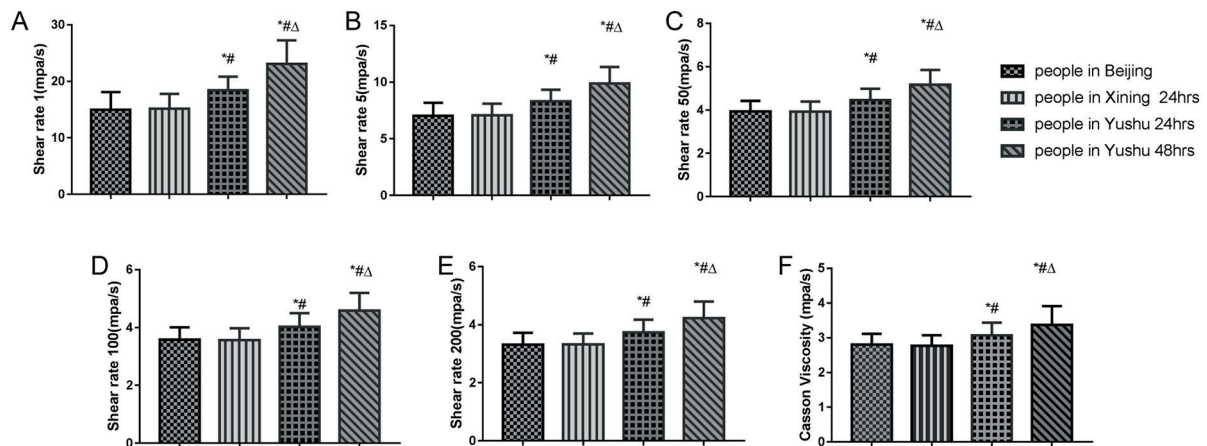 A
Shear rate 1(mpa/s)
30
20
10
0
*#
*#Δ
B
Shear rate 5(mpa/s)
15
10
5
0
*#
*#Δ
C
Shear rate 50(mpa/s)
8
6
4
2
0
*#
*#Δ
people in Beijing
people in Xining 24hrs
people in Yushu 24hrs
people in Yushu 48hrs
D
Shear rate 100(mpa/s)
6
4
2
0
*#
*#Δ
E
Shear rate 200(mpa/s)
6
4
2
0
*#
*#Δ
F
Casson Viscosity (mpa/s)
5
4
3
2
1
0
*#
*#Δ